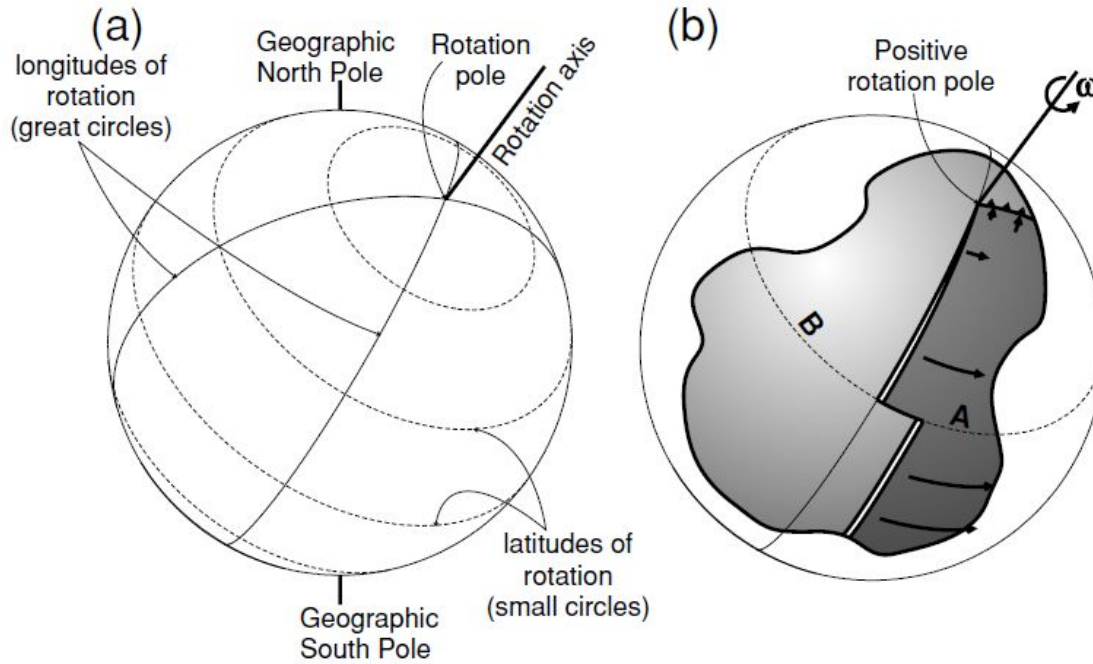 (a)
longitudes of
rotation
(great circles)
Geographic
North Pole
Rotation
pole
Rotation axis
latitudes of
rotation
(small circles)
Geographic
South Pole
(b)
Positive
rotation pole
ω
B
A